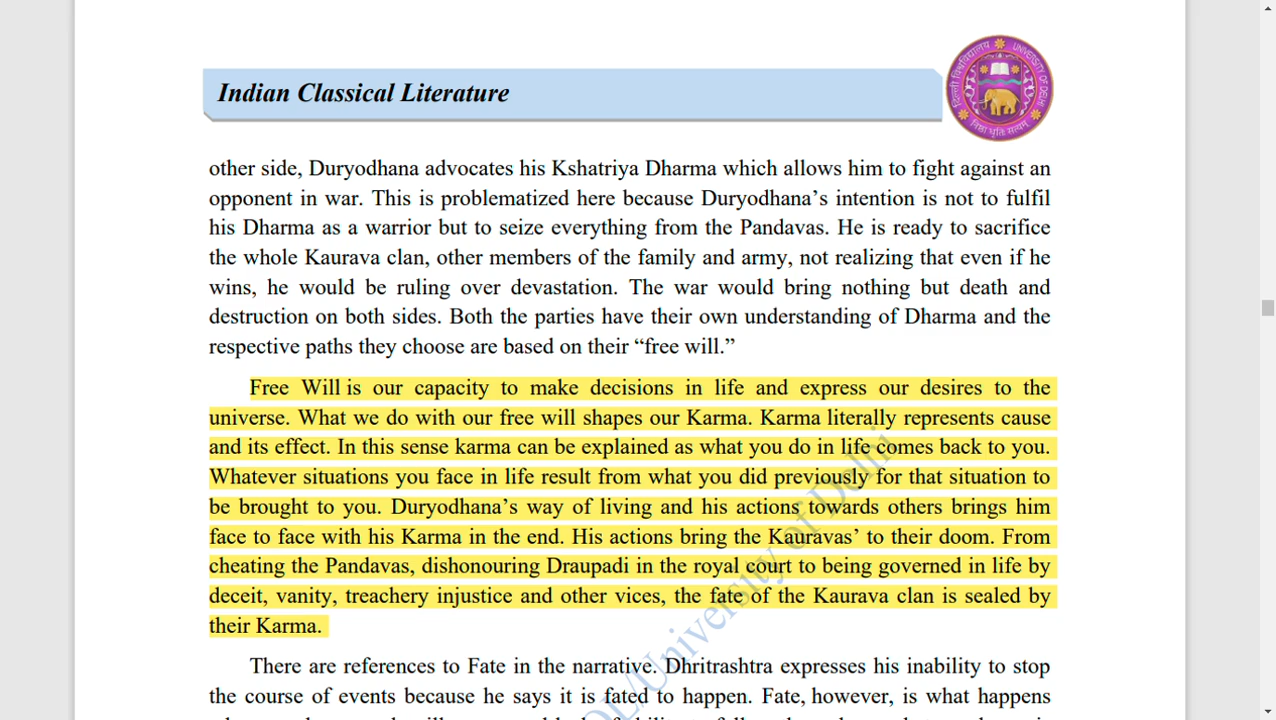 Indian Classical Literature
दिल्ली विश्वविद्यालय UNIVERSITY OF DELHI
निष्ठा धृतिः सत्यम्
other side, Duryodhana advocates his Kshatriya Dharma which allows him to fight against an
opponent in war. This is problematized here because Duryodhana’s intention is not to fulfil
his Dharma as a warrior but to seize everything from the Pandavas. He is ready to sacrifice
the whole Kaurava clan, other members of the family and army, not realizing that even if he
wins, he would be ruling over devastation. The war would bring nothing but death and
destruction on both sides. Both the parties have their own understanding of Dharma and the
respective paths they choose are based on their “free will.”
Free Will is our capacity to make decisions in life and express our desires to the
universe. What we do with our free will shapes our Karma. Karma literally represents cause
and its effect. In this sense karma can be explained as what you do in life comes back to you.
Whatever situations you face in life result from what you did previously for that situation to
be brought to you. Duryodhana’s way of living and his actions towards others brings him
face to face with his Karma in the end. His actions bring the Kauravas’ to their doom. From
cheating the Pandavas, dishonouring Draupadi in the royal court to being governed in life by
deceit, vanity, treachery injustice and other vices, the fate of the Kaurava clan is sealed by
their Karma.
There are references to Fate in the narrative. Dhritrashtra expresses his inability to stop
the course of events because he says it is fated to happen. Fate, however, is what happens
OL/University of Delhi